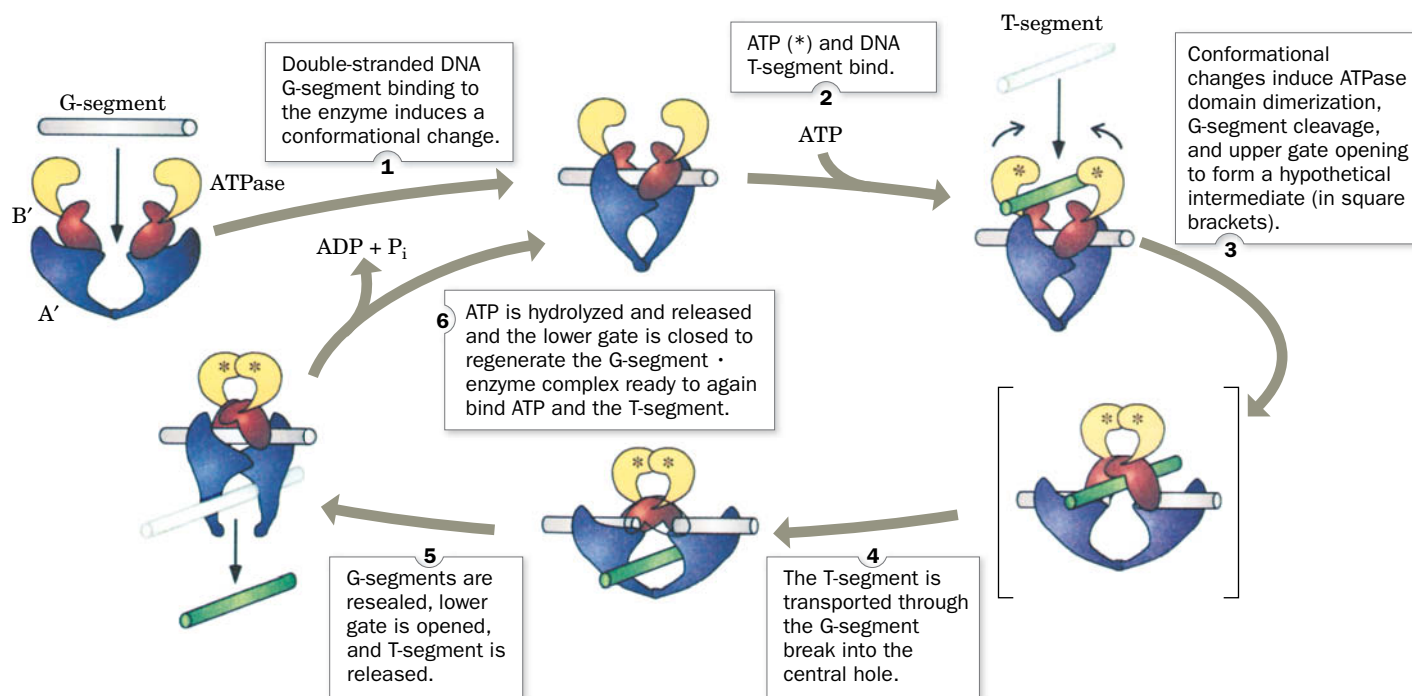 G-segment
B′
A′
ATPase
Double-stranded DNA
G-segment binding to
the enzyme induces a
conformational change.
1
ATP (*) and DNA
T-segment bind.
2
ATP
T-segment
* *
Conformational
changes induce ATPase
domain dimerization,
G-segment cleavage,
and upper gate opening
to form a hypothetical
intermediate (in square
brackets).
3
* *
4
The T-segment is
transported through
the G-segment
break into the
central hole.
* *
5
G-segments are
resealed, lower
gate is opened,
and T-segment is
released.
* *
ADP + Pi
6
ATP is hydrolyzed and released
and the lower gate is closed to
regenerate the G-segment ·
enzyme complex ready to again
bind ATP and the T-segment.